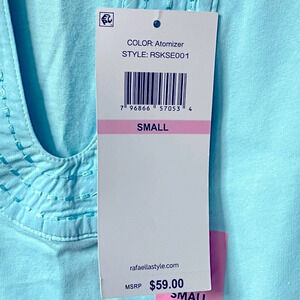 COLOR: Atomizer
STYLE: RSKSE001
7 96866 57053 4
SMALL
rafaellastyle.com
MSRP $59.00
SMALL